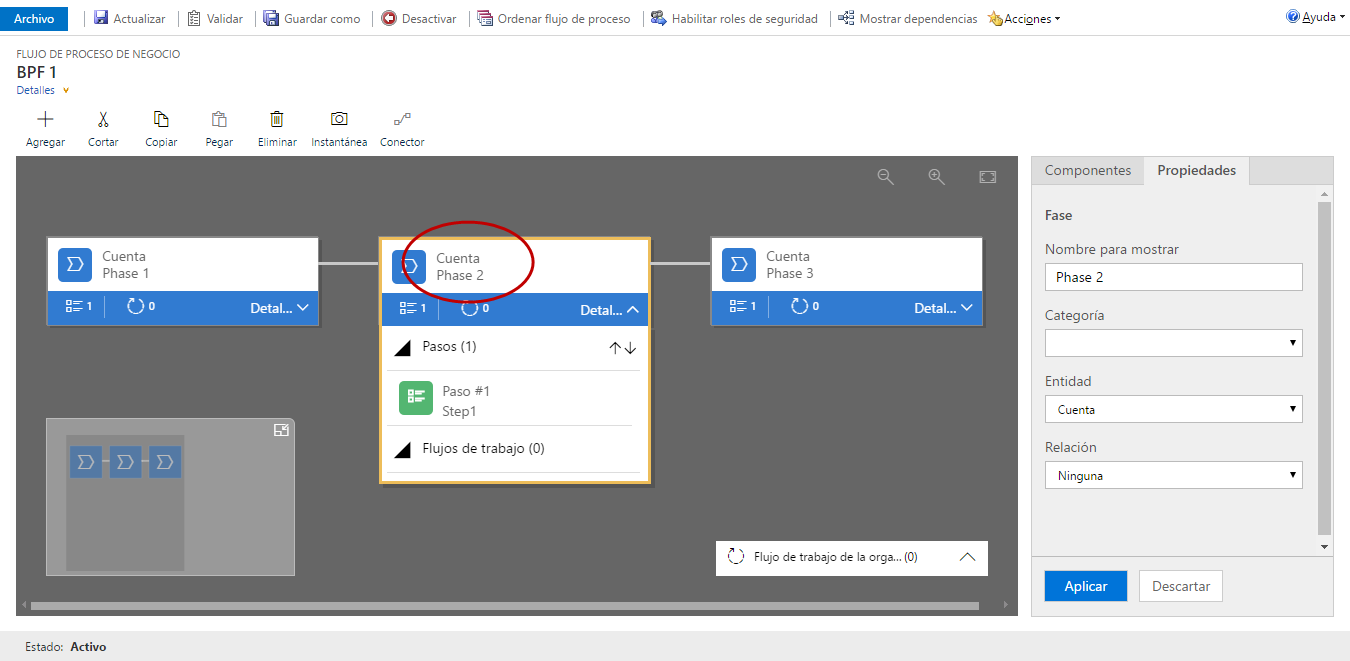 Archivo Actualizar Validar Guardar como Desactivar Ordenar flujo de proceso Habilitar roles de seguridad Mostrar dependencias Acciones Ayuda
FLUJO DE PROCESO DE NEGOCIO
BPF 1
Detalles
Agregar Cortar Copiar Pegar Eliminar Instantánea Conector
Cuenta
Phase 1
1 0 Detal...
Cuenta
Phase 2
1 0 Detal...
Pasos (1)
Paso #1
Step1
Flujos de trabajo (0)
Cuenta
Phase 3
1 0 Detal...
Flujo de trabajo de la orga... (0)
Componentes Propiedades
Fase
Nombre para mostrar
Phase 2
Categoría
Entidad
Cuenta
Relación
Ninguna
Aplicar Descartar
Estado: Activo